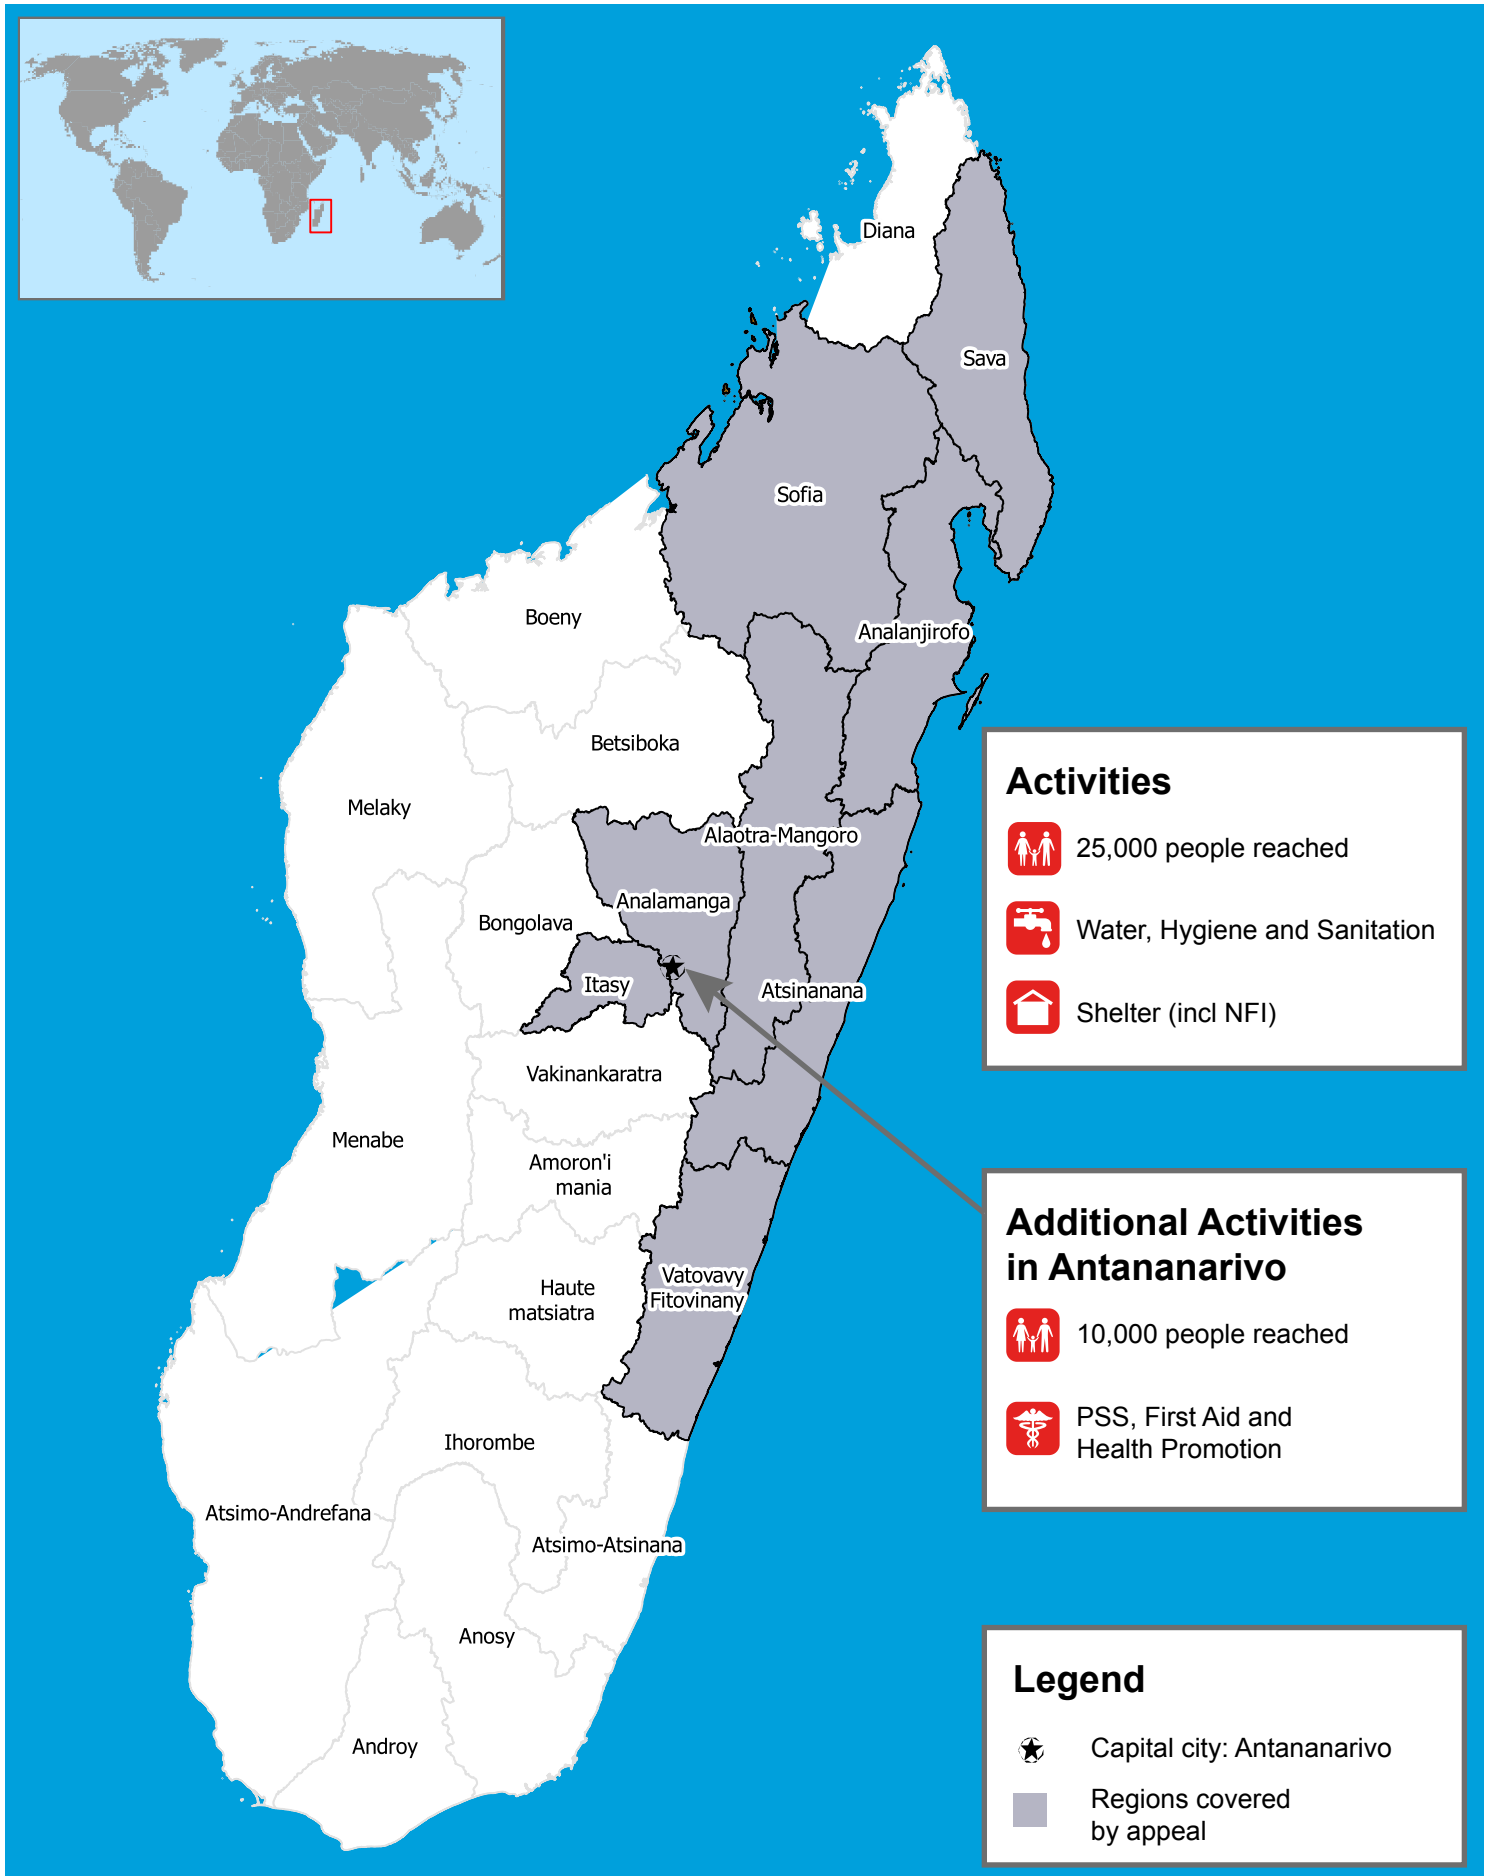 Diana
Sava
Sofia
Boeny
Analanjirofo
Betsiboka
Melaky
Alaotra-Mangoro
Analamanga
Bongolava
Itasy
Atsinanana
Vakinankaratra
Menabe
Amoron'i
mania
Haute
matsiatra
Vatovavy
Fitovinany
Ihorombe
Atsimo-Andrefana
Atsimo-Atsinana
Anosy
Androy
Activities
25,000 people reached
Water, Hygiene and Sanitation
Shelter (incl NFI)
Additional Activities
in Antananarivo
10,000 people reached
PSS, First Aid and
Health Promotion
Legend
Capital city: Antananarivo
Regions covered
by appeal